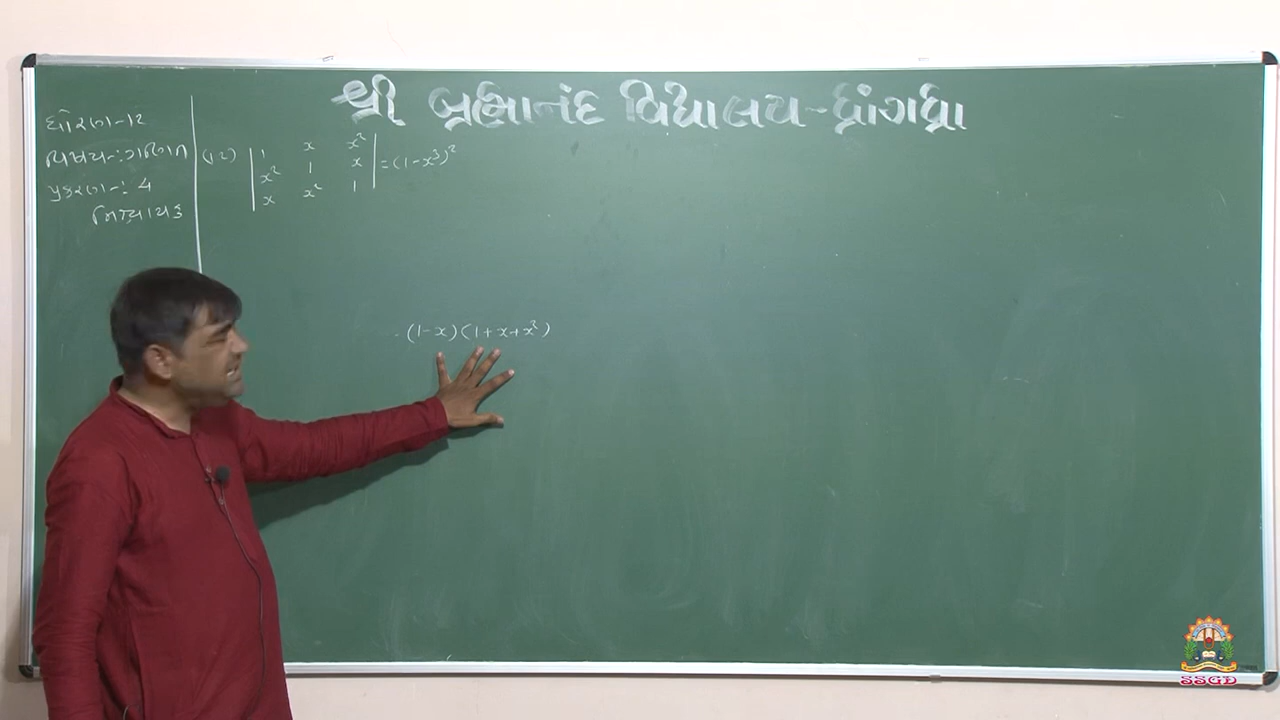 શ્રી બ્રહ્માનંદ વિદ્યાલય-ધ્રાંગધ્રા
ધોરણ-12
વિષય-:ગણિત
પ્રકરણ-: 4
નિશ્ચાયક
(12) | 1 x x² |
| x² 1 x | =(1-x³)²
| x x² 1 |
(1-x)(1+x+x²)
SSGD